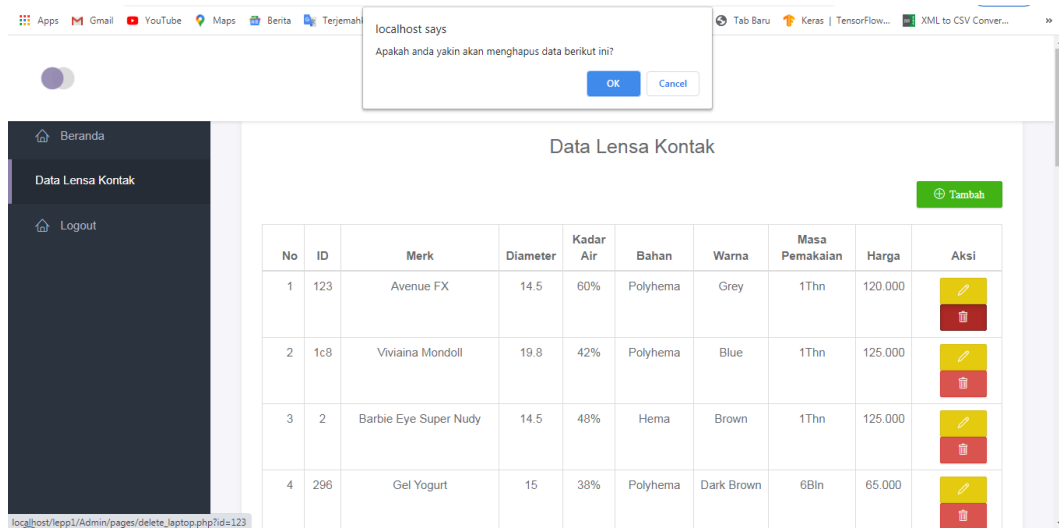 Apps Gmail YouTube Maps Berita Terjemah Tab Baru Keras | TensorFlow... XML to CSV Conver... »
localhost says
Apakah anda yakin akan menghapus data berikut ini?
OK Cancel
Beranda
Data Lensa Kontak
Logout
Data Lensa Kontak
Tambah
No ID Merk Diameter Kadar Air Bahan Warna Masa Pemakaian Harga Aksi
1 123 Avenue FX 14.5 60% Polyhema Grey 1Thn 120.000
2 1c8 Viviaina Mondoll 19.8 42% Polyhema Blue 1Thn 125.000
3 2 Barbie Eye Super Nudy 14.5 48% Hema Brown 1Thn 125.000
4 296 Gel Yogurt 15 38% Polyhema Dark Brown 6Bln 65.000
localhost/lepp1/Admin/pages/delete_laptop.php?id=123